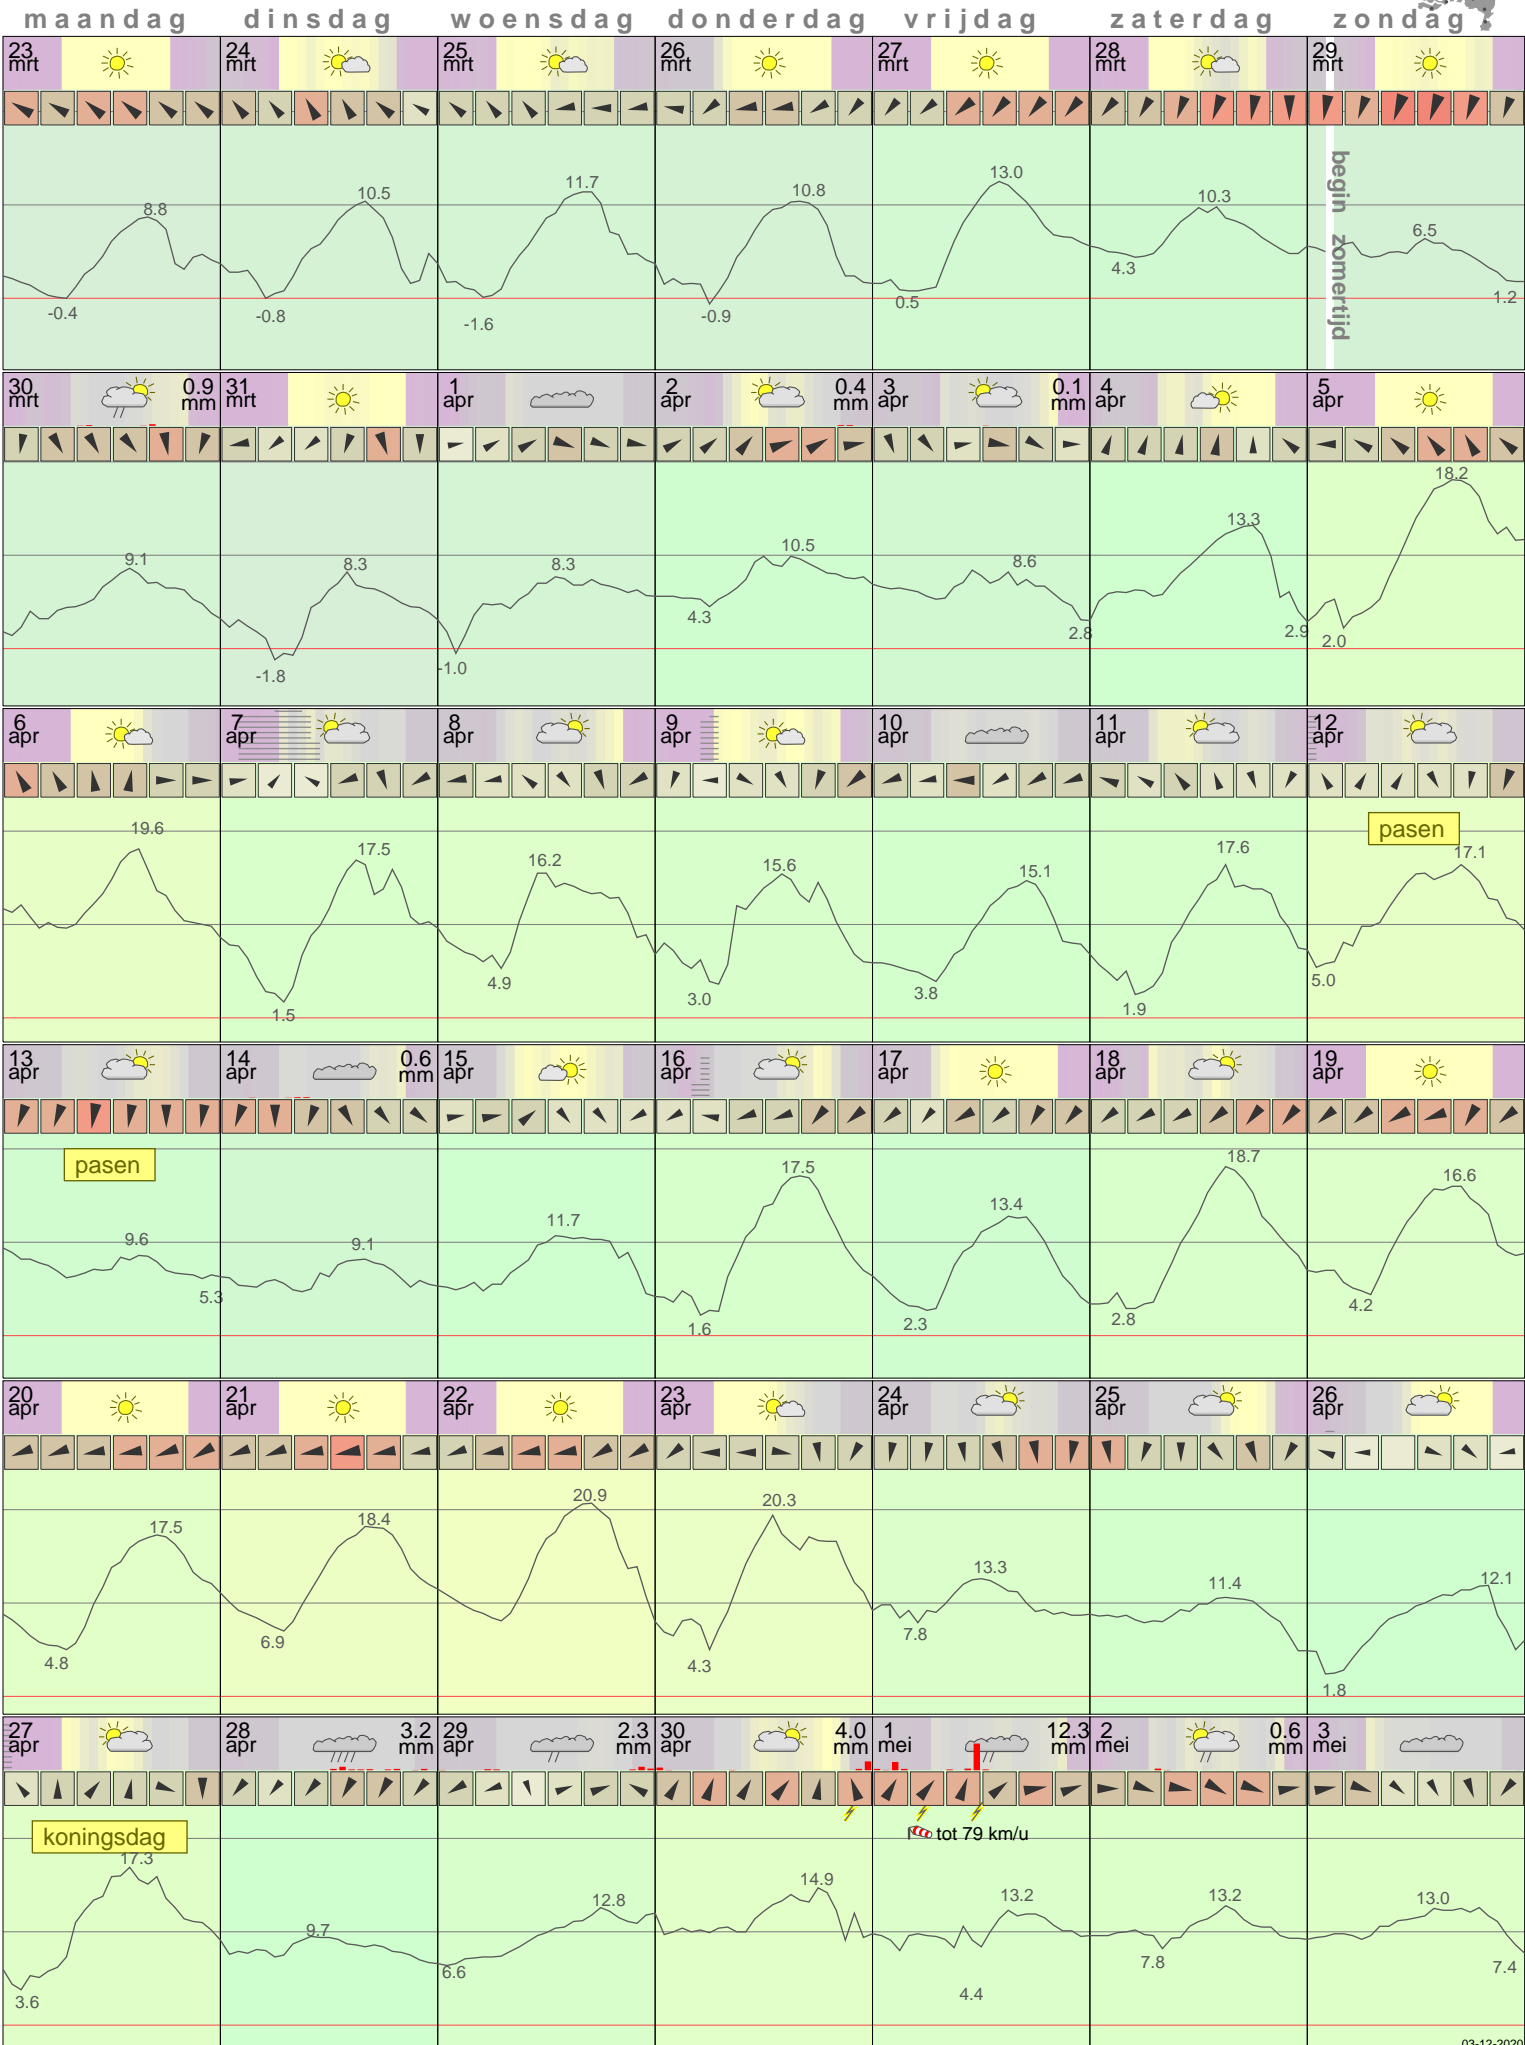 maandag dinsdag woensdag donderdag vrijdag zaterdag zondag
23 24 25 26 27 28 29
mrt mrt mrt mrt mrt mrt mrt
8.8 10.5 11.7 10.8 13.0 10.3 6.5
-0.4 -0.8 -1.6 -0.9 0.5 4.3 1.2
begin zomertijd
30 0.9 31 1 2 0.4 3 0.1 4 5
mrt mm mrt apr apr mm apr mm apr apr
9.1 8.3 8.3 10.5 8.6 13.3 18.2
-1.8 -1.0 4.3 2.8 2.9 2.0
6 7 8 9 10 11 12
apr apr apr apr apr apr apr
pasen
19.6 17.5 16.2 15.6 15.1 17.6 17.1
1.5 4.9 3.0 3.8 1.9 5.0
13 14 0.6 15 16 17 18 19
apr apr mm apr apr apr apr apr
pasen
9.6 9.1 11.7 17.5 13.4 18.7 16.6
5.3 1.6 2.3 2.8 4.2
20 21 22 23 24 25 26
apr apr apr apr apr apr apr
17.5 18.4 20.9 20.3 13.3 11.4 12.1
4.8 6.9 4.3 7.8 1.8
27 28 3.2 29 2.3 30 4.0 1 12.3 2 0.6 3
apr apr mm apr mm apr mm mei mm mei mm mei
koningsdag tot 79 km/u
17.3 9.7 12.8 14.9 13.2 13.2 13.0
3.6 6.6 4.4 7.8 7.4
03-12-2020